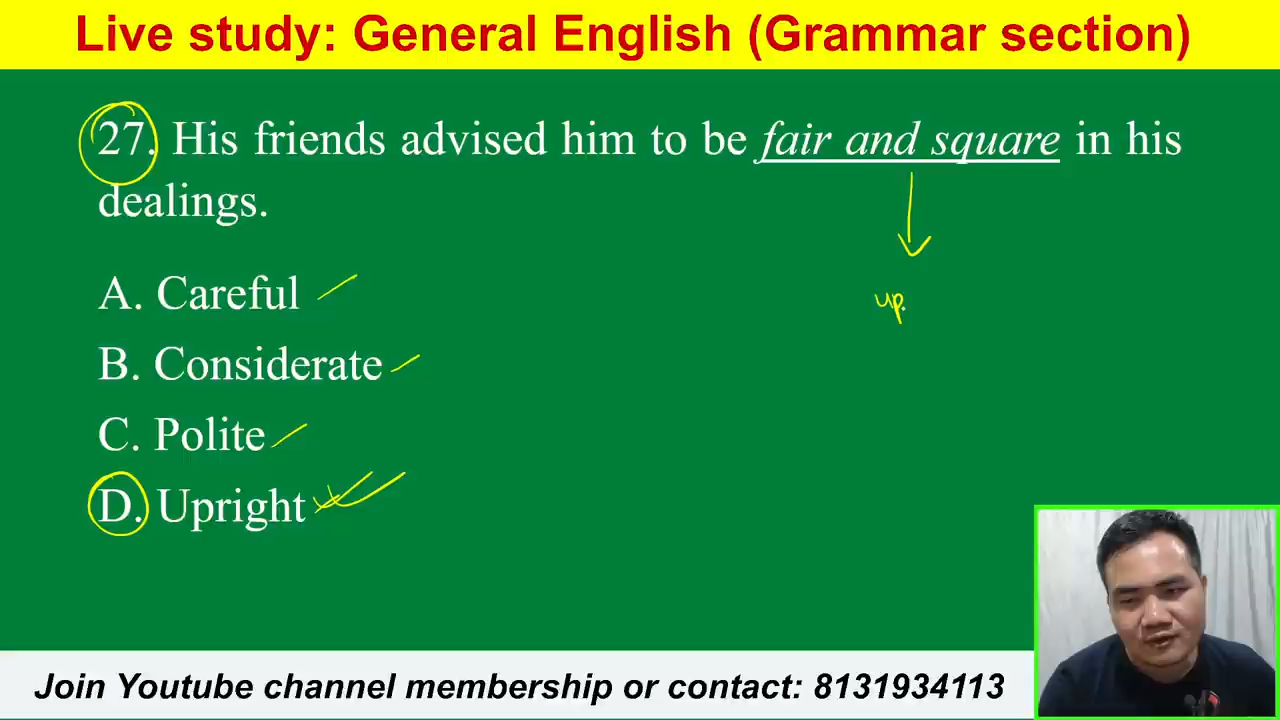 Live study: General English (Grammar section)
27. His friends advised him to be fair and square in his
dealings.
up.
A. Careful
B. Considerate
C. Polite
D. Upright
Join Youtube channel membership or contact: 8131934113